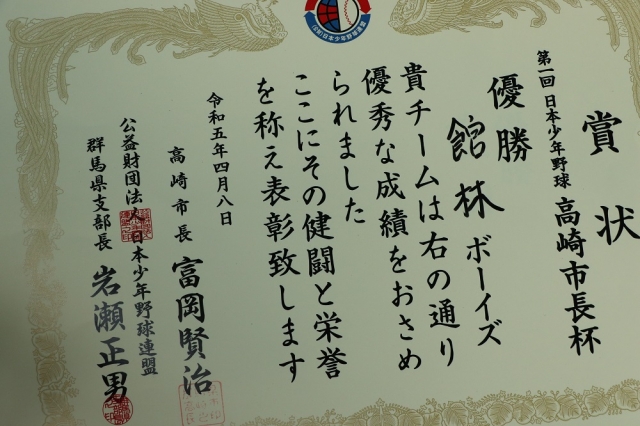 賞状
第一回 日本少年野球 高崎市長杯
優勝
館林ボーイズ
貴チームは右の通り
優秀な成績をおさめ
られました
ここにその健闘と栄誉
を称え表彰致します
令和五年四月八日
高崎市長 富岡賢治
公益財団法人 日本少年野球連盟
群馬県支部長 岩瀬正男